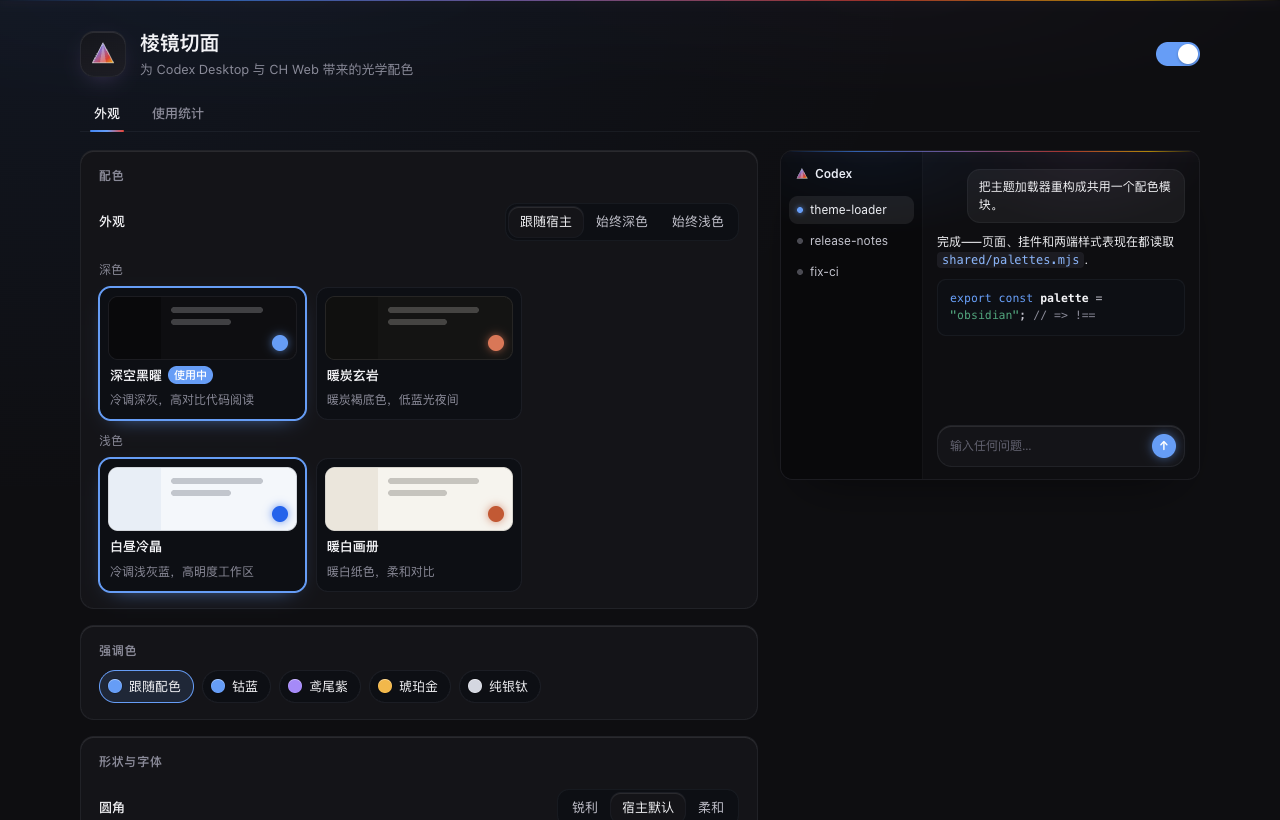 棱镜切面
为 Codex Desktop 与 CH Web 带来的光学配色
外观
使用统计
配色
外观
跟随宿主
始终深色
始终浅色
深色
深空黑曜
使用中
冷调深灰，高对比代码阅读
暖炭玄岩
暖炭褐底色，低蓝光夜间
浅色
白昼冷晶
冷调浅灰蓝，高明度工作区
暖白画册
暖白纸色，柔和对比
强调色
跟随配色
钴蓝
鸢尾紫
琥珀金
纯银钛
形状与字体
圆角
锐利
宿主默认
柔和
Codex
theme-loader
release-notes
fix-ci
把主题加载器重构成共用一个配色模
块。
完成——页面、挂件和两端样式表现在都读取
shared/palettes.mjs.
export const palette =
"obsidian"; // => !==
输入任何问题…